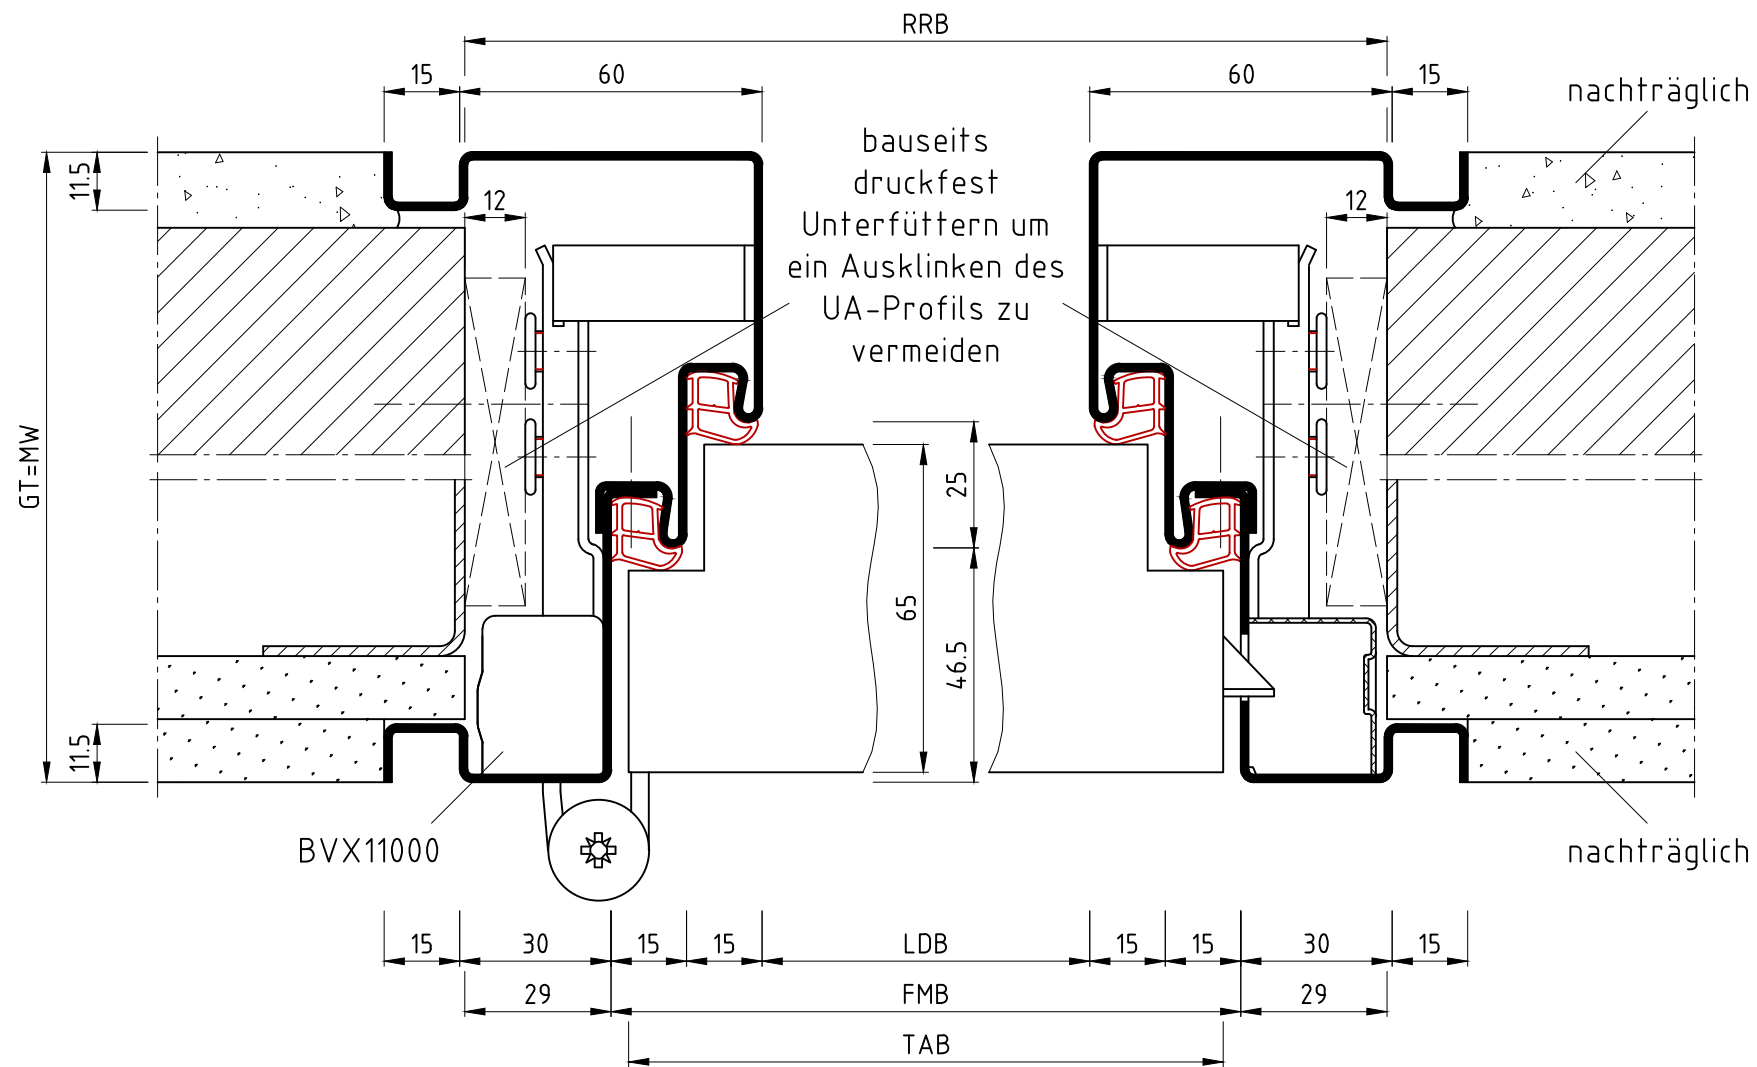 RRB
15
60
60
15
nachträglich
bauseits
druckfest
Unterfüttern um
ein Ausklinken des
UA-Profils zu
vermeiden
11.5
12
12
GT=MW
25
65
46.5
11.5
BVX11000
nachträglich
15
30
15
15
LDB
15
15
30
15
29
FMB
29
TAB